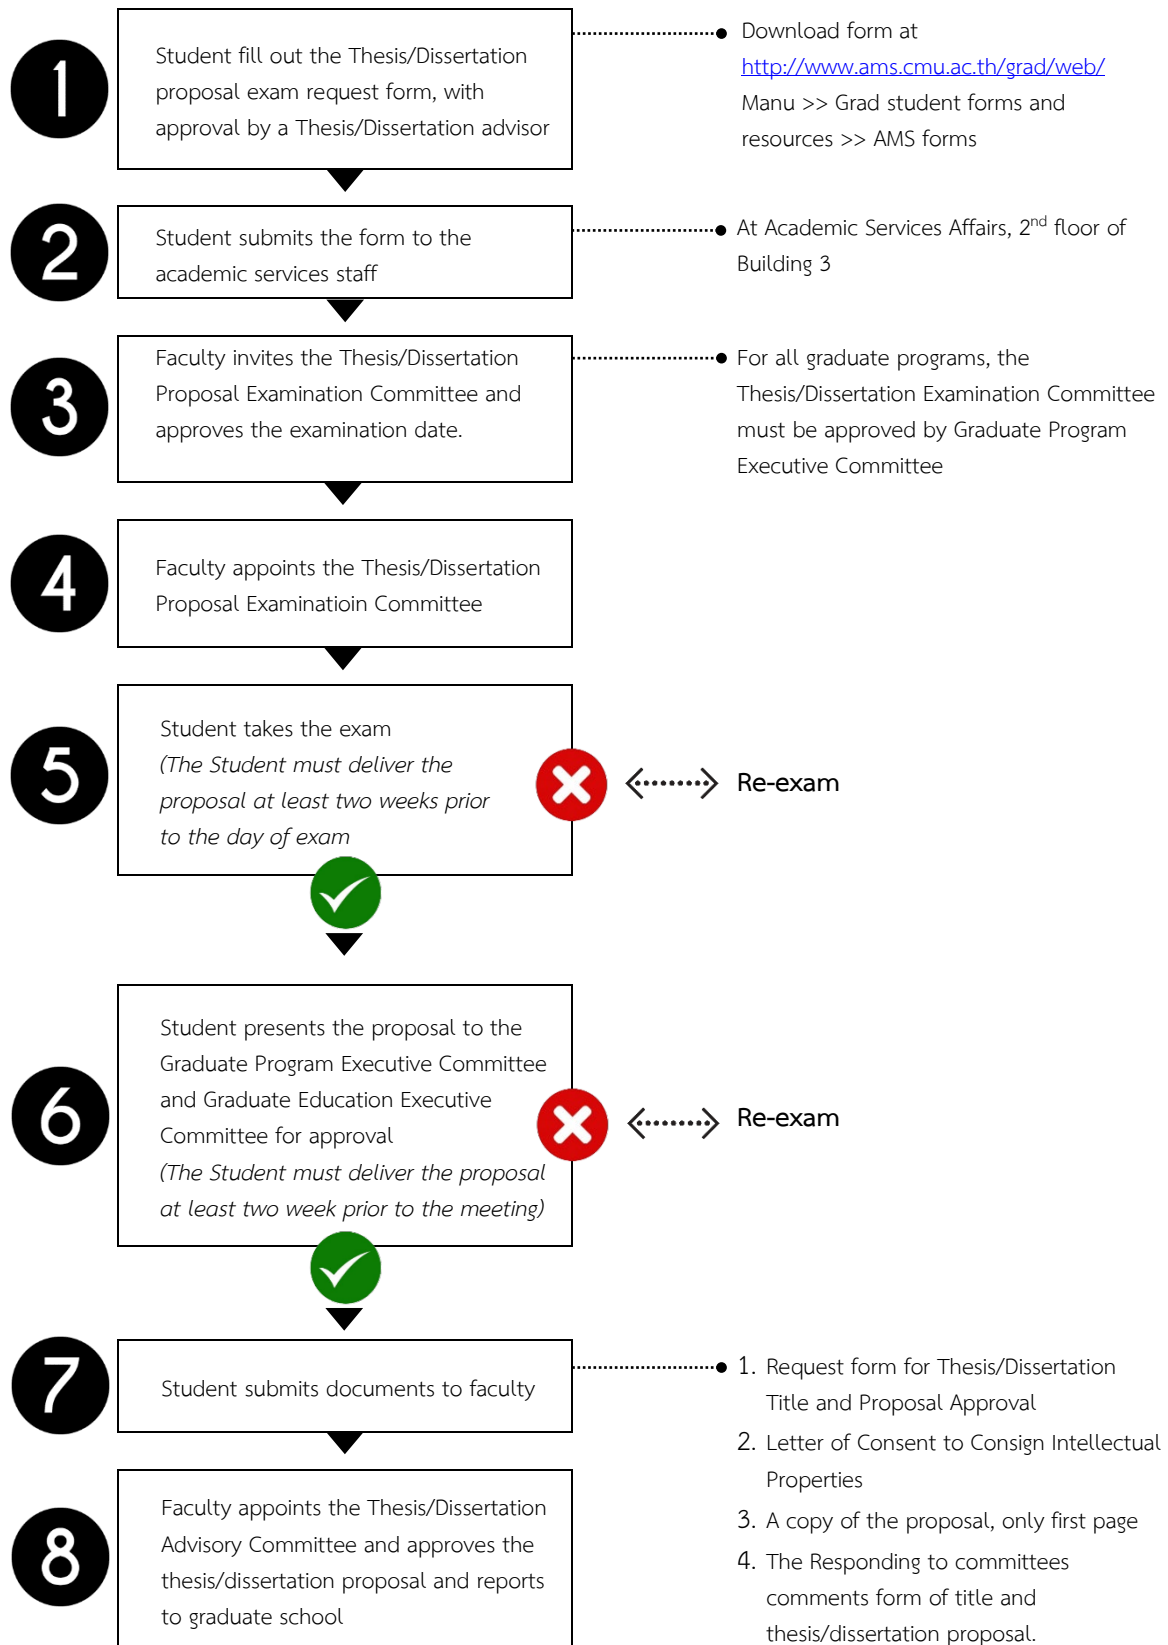 1
Student fill out the Thesis/Dissertation
proposal exam request form, with
approval by a Thesis/Dissertation advisor
Download form at
http://www.ams.cmu.ac.th/grad/web/
Manu >> Grad student forms and
resources >> AMS forms
2
Student submits the form to the
academic services staff
At Academic Services Affairs, 2nd floor of
Building 3
3
Faculty invites the Thesis/Dissertation
Proposal Examination Committee and
approves the examination date.
For all graduate programs, the
Thesis/Dissertation Examination Committee
must be approved by Graduate Program
Executive Committee
4
Faculty appoints the Thesis/Dissertation
Proposal Examinatioin Committee
5
Student takes the exam
(The Student must deliver the
proposal at least two weeks prior
to the day of exam
Re-exam
6
Student presents the proposal to the
Graduate Program Executive Committee
and Graduate Education Executive
Committee for approval
(The Student must deliver the proposal
at least two week prior to the meeting)
Re-exam
7
Student submits documents to faculty
1. Request form for Thesis/Dissertation
Title and Proposal Approval
2. Letter of Consent to Consign Intellectual
Properties
3. A copy of the proposal, only first page
4. The Responding to committees
comments form of title and
thesis/dissertation proposal.
8
Faculty appoints the Thesis/Dissertation
Advisory Committee and approves the
thesis/dissertation proposal and reports
to graduate school